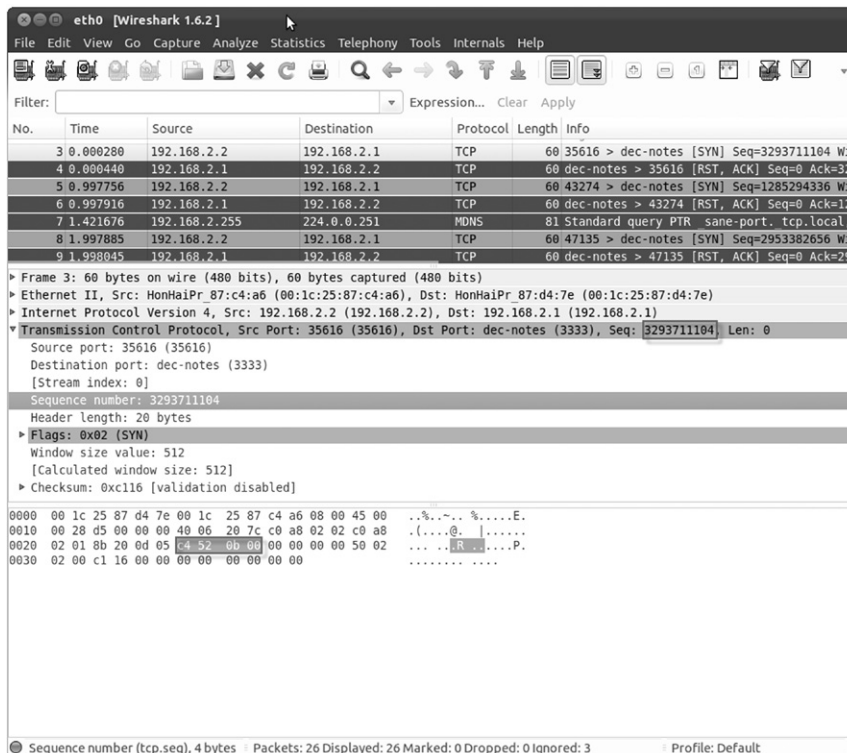 eth0 [Wireshark 1.6.2 ]
File Edit View Go Capture Analyze Statistics Telephony Tools Internals Help
Filter: Expression... Clear Apply
No. Time Source Destination Protocol Length Info
3 0.000280 192.168.2.2 192.168.2.1 TCP 60 35616 > dec-notes [SYN] Seq=3293711104 Wi
4 0.000440 192.168.2.1 192.168.2.2 TCP 60 dec-notes > 35616 [RST, ACK] Seq=0 Ack=32
5 0.997756 192.168.2.2 192.168.2.1 TCP 60 43274 > dec-notes [SYN] Seq=1285294336 Wi
6 0.997916 192.168.2.1 192.168.2.2 TCP 60 dec-notes > 43274 [RST, ACK] Seq=0 Ack=12
7 1.421676 192.168.2.255 224.0.0.251 MDNS 81 Standard query PTR _sane-port._tcp.local
8 1.997885 192.168.2.2 192.168.2.1 TCP 60 47135 > dec-notes [SYN] Seq=2953382656 Wi
9 1.998045 192.168.2.1 192.168.2.2 TCP 60 dec-notes > 47135 [RST, ACK] Seq=0 Ack=29
Frame 3: 60 bytes on wire (480 bits), 60 bytes captured (480 bits)
Ethernet II, Src: HonHaiPr_87:c4:a6 (00:1c:25:87:c4:a6), Dst: HonHaiPr_87:d4:7e (00:1c:25:87:d4:7e)
Internet Protocol Version 4, Src: 192.168.2.2 (192.168.2.2), Dst: 192.168.2.1 (192.168.2.1)
Transmission Control Protocol, Src Port: 35616 (35616), Dst Port: dec-notes (3333), Seq: 3293711104, Len: 0
Source port: 35616 (35616)
Destination port: dec-notes (3333)
[Stream index: 0]
Sequence number: 3293711104
Header length: 20 bytes
Flags: 0x02 (SYN)
Window size value: 512
[Calculated window size: 512]
Checksum: 0xc116 [validation disabled]
0000 00 1c 25 87 d4 7e 00 1c 25 87 c4 a6 08 00 45 00 ..%..~.. %.....E.
0010 00 28 d5 00 00 00 40 06 20 7c c0 a8 02 02 c0 a8 .(....@. |......
0020 02 01 8b 20 0d 05 c4 52 0b 00 00 00 00 00 50 02 ... ...R ......P.
0030 02 00 c1 16 00 00 00 00 00 00 00 00 ........ ....
Sequence number (tcp.seq), 4 bytes Packets: 26 Displayed: 26 Marked: 0 Dropped: 0 Ignored: 3 Profile: Default